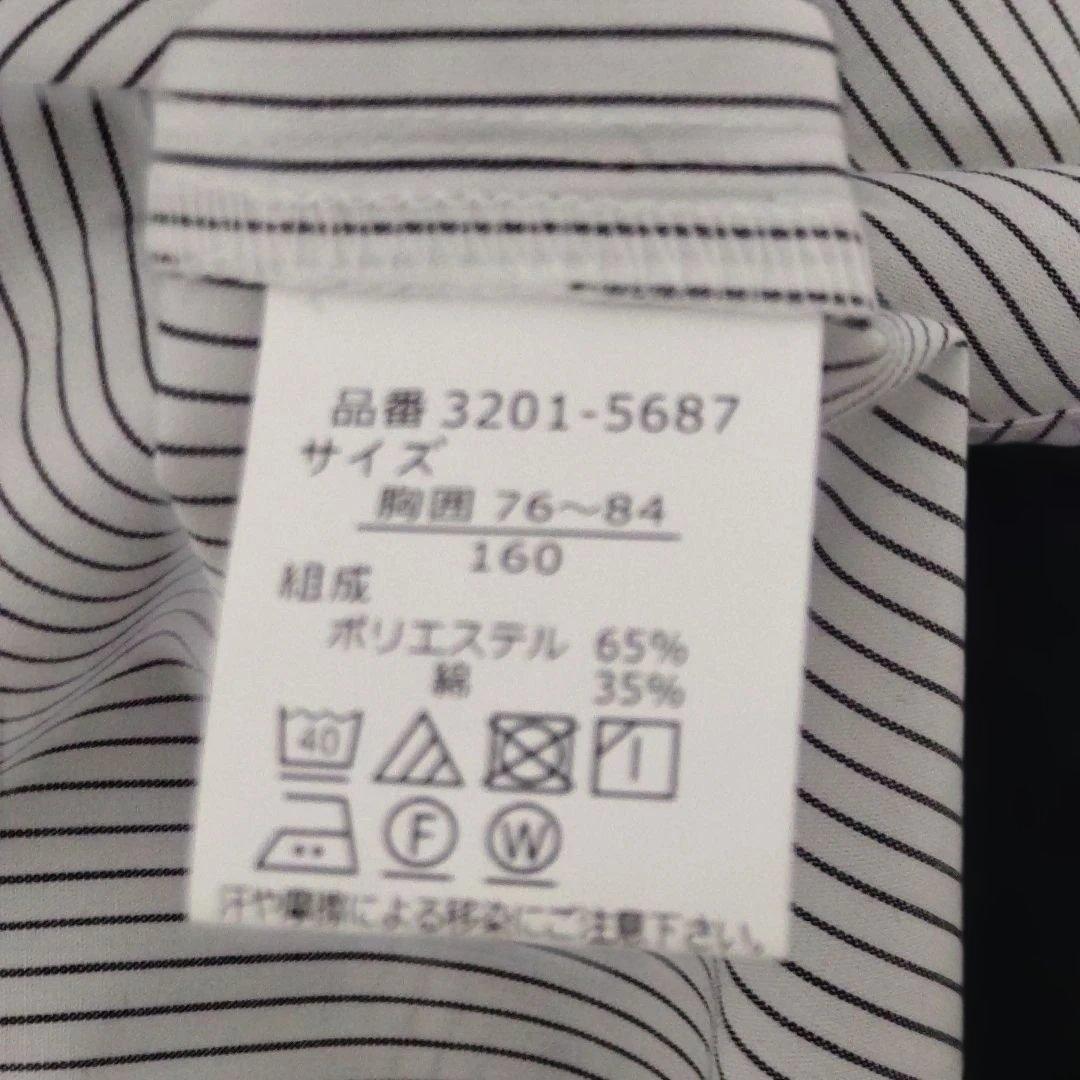 品番 3201-5687
サイズ
胸囲 76～84
160
組成
ポリエステル 65%
綿 35%
40
F W
汗や摩擦による移染にご注意下さい。